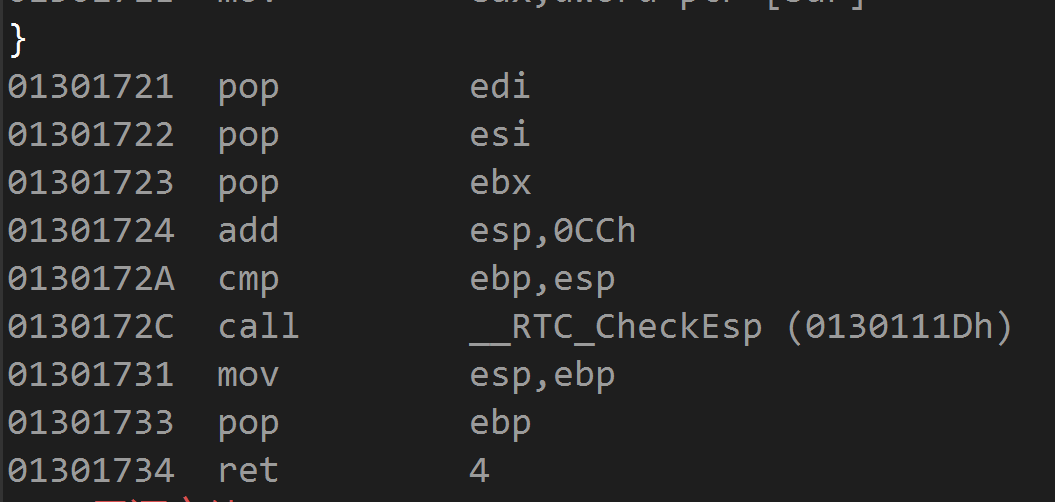 }
01301721 pop edi
01301722 pop esi
01301723 pop ebx
01301724 add esp,0CCh
0130172A cmp ebp,esp
0130172C call __RTC_CheckEsp (0130111Dh)
01301731 mov esp,ebp
01301733 pop ebp
01301734 ret 4